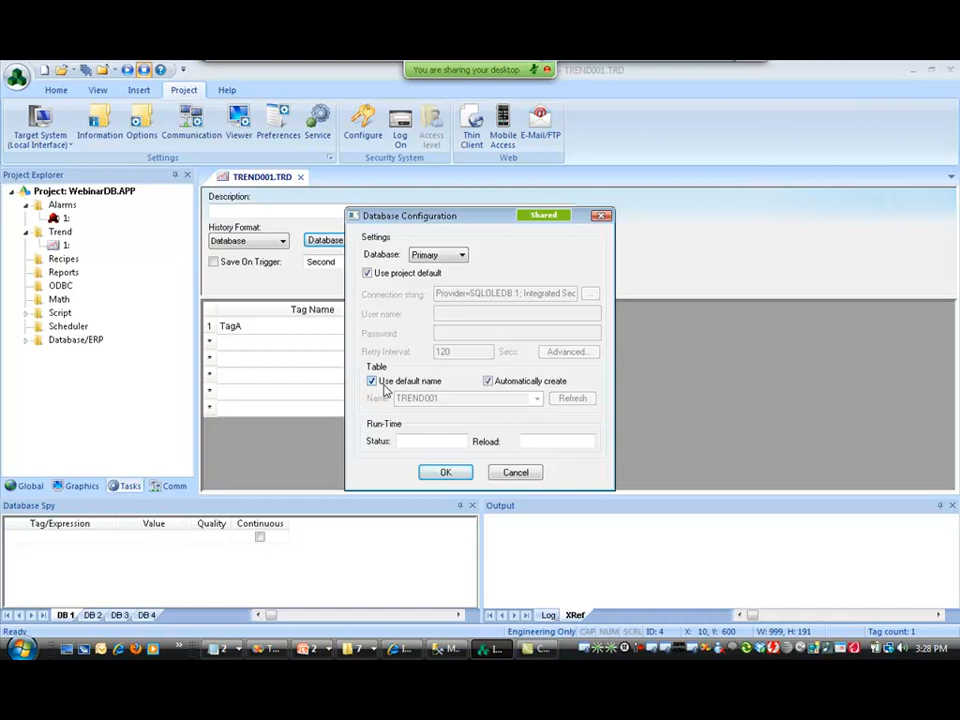 You are sharing your desktop
TREND001.TRD
Home View Insert Project Help
Target System (Local Interface)
Information
Options
Communication
Viewer
Preferences
Service
Configure
Log On
Access level
Thin Client
Mobile Access
E-Mail/FTP
Settings
Security System
Web
Project Explorer
Project: WebinarDB.APP
Alarms
1:
Trend
1:
Recipes
Reports
ODBC
Math
Script
Scheduler
Database/ERP
Global Graphics Tasks Comm
TREND001.TRD
Description:
History Format:
Database
Database
Save On Trigger:
Second
Tag Name
1 TagA
*
*
*
*
*
Database Configuration
Shared
Settings
Database: Primary
Use project default
Connection string: Provider=SQLOLEDB.1; Integrated Sec ...
User name:
Password:
Retry Interval: 120 Secs Advanced...
Table
Use default name Automatically create
TREND001 Refresh
Run-Time
Status: Reload:
OK Cancel
Database Spy
Tag/Expression Value Quality Continuous
DB 1 DB 2 DB 3 DB 4
Output
Log XRef
Ready
Engineering Only CAP NUM SCRL ID: 4 X: 10, Y: 600 W: 999, H: 191 Tag count: 1
3:28 PM